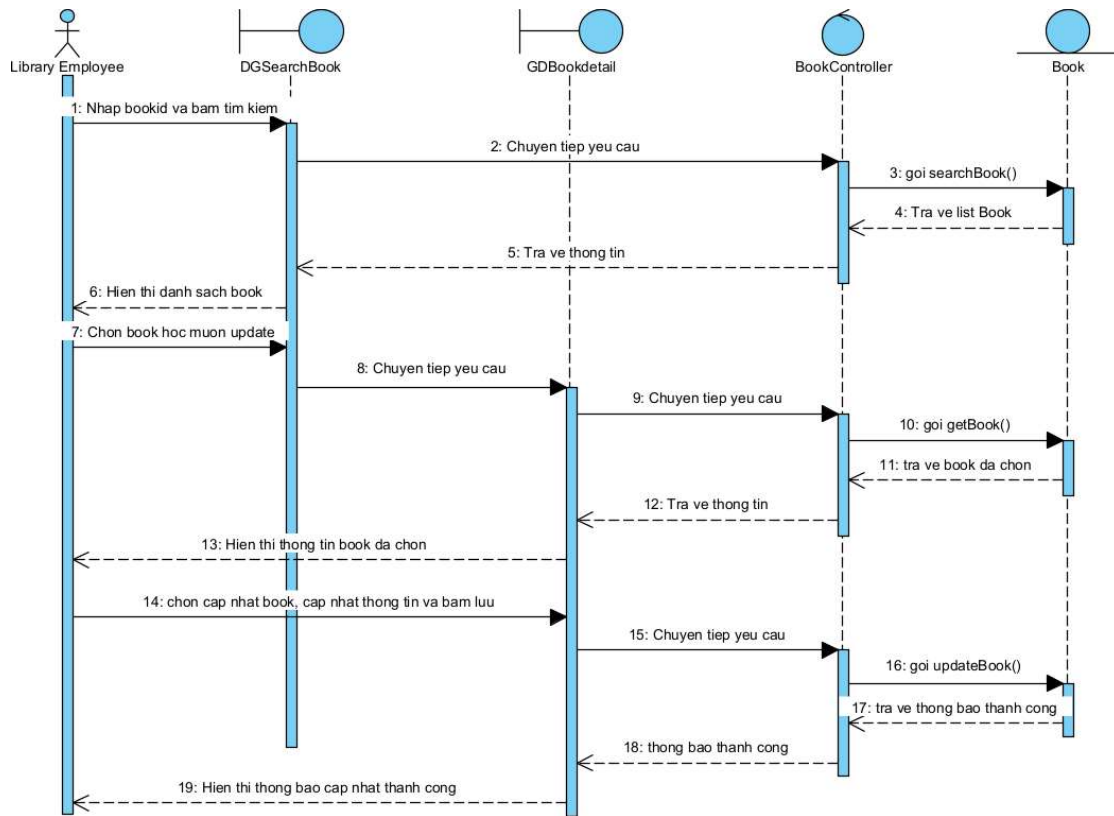 Library Employee
DGSearchBook
GDBookdetail
BookController
Book
1: Nhap bookid va bam tim kiem
2: Chuyen tiep yeu cau
3: goi searchBook()
4: Tra ve list Book
5: Tra ve thong tin
6: Hien thi danh sach book
7: Chon book hoc muon update
8: Chuyen tiep yeu cau
9: Chuyen tiep yeu cau
10: goi getBook()
11: tra ve book da chon
12: Tra ve thong tin
13: Hien thi thong tin book da chon
14: chon cap nhat book, cap nhat thong tin va bam luu
15: Chuyen tiep yeu cau
16: goi updateBook()
17: tra ve thong bao thanh cong
18: thong bao thanh cong
19: Hien thi thong bao cap nhat thanh cong